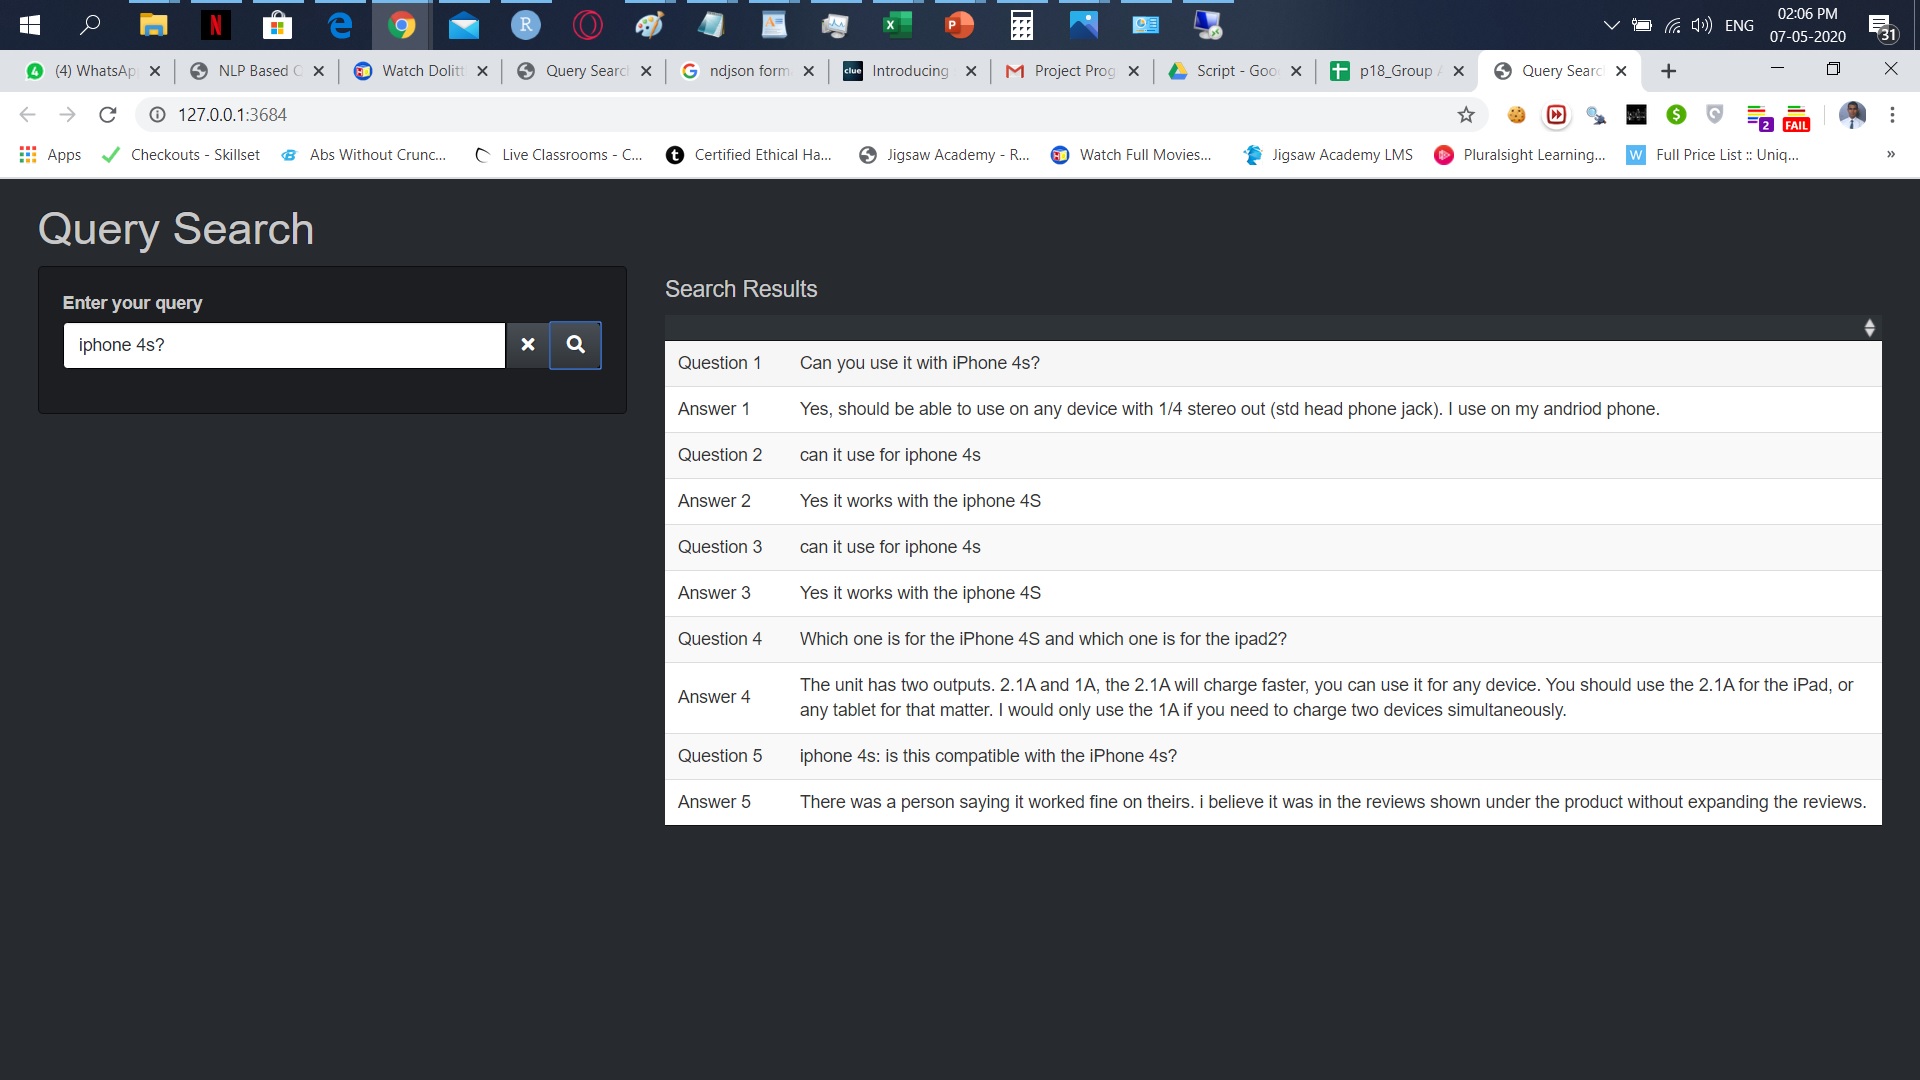 ENG
02:06 PM
07-05-2020
31
(4) WhatsAp
NLP Based C
Watch Dolitt
Query Searc
ndjson form
Introducing
Project Prog
Script - Goo
p18_Group A
Query Searc
127.0.0.1:3684
2
FAIL
Apps
Checkouts - Skillset
Abs Without Crunc...
Live Classrooms - C...
Certified Ethical Ha...
Jigsaw Academy - R...
Watch Full Movies...
Jigsaw Academy LMS
Pluralsight Learning...
Full Price List :: Uniq...
»
Query Search
Enter your query
iphone 4s?
Search Results
Question 1 Can you use it with iPhone 4s?
Answer 1 Yes, should be able to use on any device with 1/4 stereo out (std head phone jack). I use on my andriod phone.
Question 2 can it use for iphone 4s
Answer 2 Yes it works with the iphone 4S
Question 3 can it use for iphone 4s
Answer 3 Yes it works with the iphone 4S
Question 4 Which one is for the iPhone 4S and which one is for the ipad2?
Answer 4 The unit has two outputs. 2.1A and 1A, the 2.1A will charge faster, you can use it for any device. You should use the 2.1A for the iPad, or
any tablet for that matter. I would only use the 1A if you need to charge two devices simultaneously.
Question 5 iphone 4s: is this compatible with the iPhone 4s?
Answer 5 There was a person saying it worked fine on theirs. i believe it was in the reviews shown under the product without expanding the reviews.